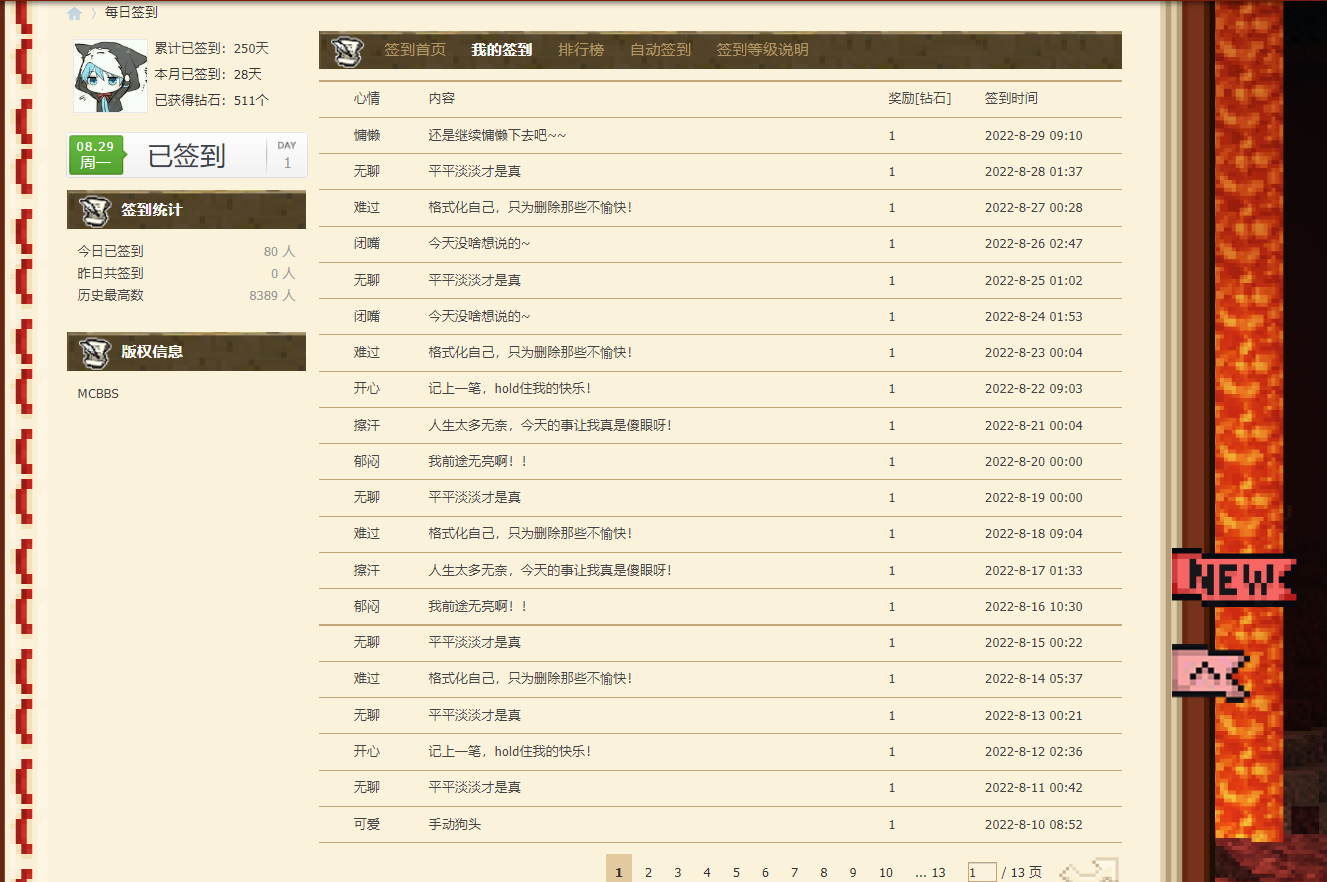 每日签到
累计已签到：250天
本月已签到：28天
已获得钻石：511个
08.29
周一
已签到
DAY
1
签到统计
今日已签到 80 人
昨日共签到 0 人
历史最高数 8389 人
版权信息
MCBBS
签到首页 我的签到 排行榜 自动签到 签到等级说明
心情 内容 奖励[钻石] 签到时间
慵懒 还是继续慵懒下去吧~~ 1 2022-8-29 09:10
无聊 平平淡淡才是真 1 2022-8-28 01:37
难过 格式化自己，只为删除那些不愉快！ 1 2022-8-27 00:28
闭嘴 今天没啥想说的~ 1 2022-8-26 02:47
无聊 平平淡淡才是真 1 2022-8-25 01:02
闭嘴 今天没啥想说的~ 1 2022-8-24 01:53
难过 格式化自己，只为删除那些不愉快！ 1 2022-8-23 00:04
开心 记上一笔，hold住我的快乐！ 1 2022-8-22 09:03
擦汗 人生太多无奈，今天的事让我真是傻眼呀！ 1 2022-8-21 00:04
郁闷 我前途无亮啊！！ 1 2022-8-20 00:00
无聊 平平淡淡才是真 1 2022-8-19 00:00
难过 格式化自己，只为删除那些不愉快！ 1 2022-8-18 09:04
擦汗 人生太多无奈，今天的事让我真是傻眼呀！ 1 2022-8-17 01:33
郁闷 我前途无亮啊！！ 1 2022-8-16 10:30
无聊 平平淡淡才是真 1 2022-8-15 00:22
难过 格式化自己，只为删除那些不愉快！ 1 2022-8-14 05:37
无聊 平平淡淡才是真 1 2022-8-13 00:21
开心 记上一笔，hold住我的快乐！ 1 2022-8-12 02:36
无聊 平平淡淡才是真 1 2022-8-11 00:42
可爱 手动狗头 1 2022-8-10 08:52
1 2 3 4 5 6 7 8 9 10 ... 13 1 / 13 页
NEW